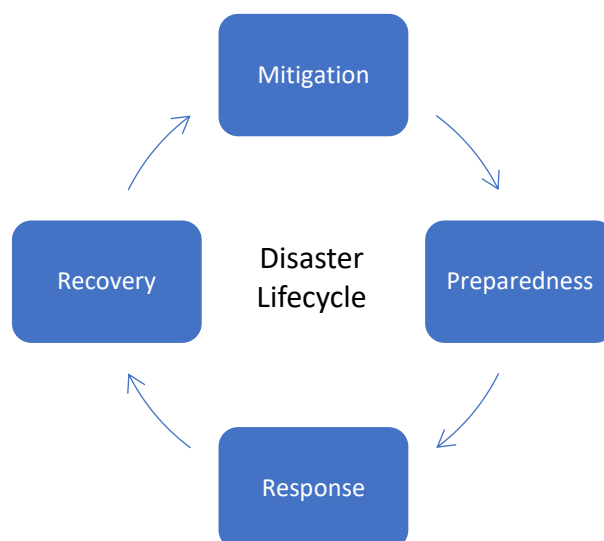 Mitigation
Recovery
Disaster
Lifecycle
Preparedness
Response